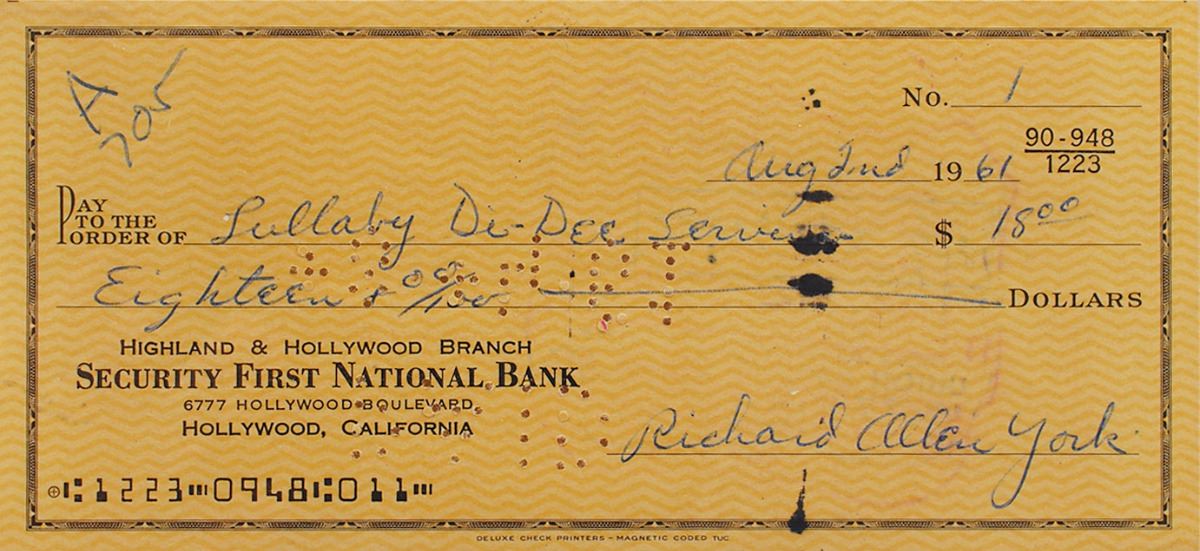 A
705
No. 1
90-948
1223
Aug 2nd 1961
PAY TO THE ORDER OF Lullaby Di-Dee Service $ 18 00
Eighteen & 00/100 DOLLARS
HIGHLAND & HOLLYWOOD BRANCH
SECURITY FIRST NATIONAL BANK
6777 HOLLYWOOD BOULEVARD
HOLLYWOOD, CALIFORNIA
Richard Allen York
⑆1223⑉0948⑆011⑈
DELUXE CHECK PRINTERS - MAGNETIC CODED TUC